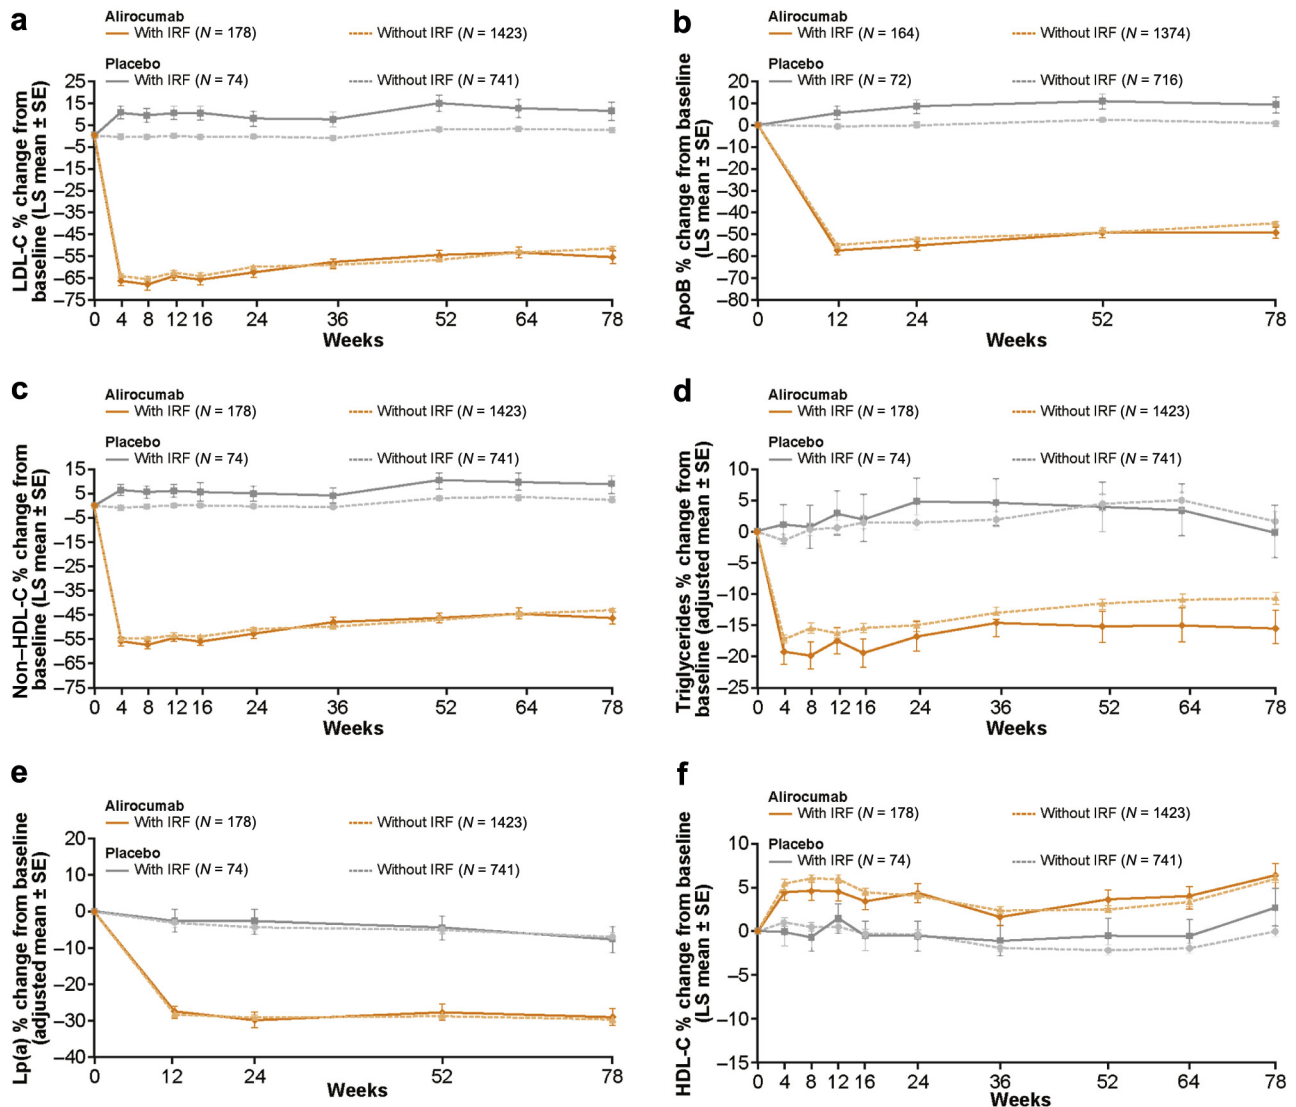 a
Alirocumab
With IRF (N = 178) Without IRF (N = 1423)
Placebo
With IRF (N = 74) Without IRF (N = 741)
LDL-C % change from
baseline (LS mean ± SE)
25
15
5
–5
–15
–25
–35
–45
–55
–65
–75
0 4 8 12 16 24 36 52 64 78
Weeks
b
Alirocumab
With IRF (N = 164) Without IRF (N = 1374)
Placebo
With IRF (N = 72) Without IRF (N = 716)
ApoB % change from baseline
(LS mean ± SE)
20
10
0
–10
–20
–30
–40
–50
–60
–70
–80
0 12 24 52 78
Weeks
c
Alirocumab
With IRF (N = 178) Without IRF (N = 1423)
Placebo
With IRF (N = 74) Without IRF (N = 741)
Non–HDL-C % change from
baseline (LS mean ± SE)
15
5
–5
–15
–25
–35
–45
–55
–65
–75
0 4 8 12 16 24 36 52 64 78
Weeks
d
Alirocumab
With IRF (N = 178) Without IRF (N = 1423)
Placebo
With IRF (N = 74) Without IRF (N = 741)
Triglycerides % change from
baseline (adjusted mean ± SE)
10
5
0
–5
–10
–15
–20
–25
0 4 8 12 16 24 36 52 64 78
Weeks
e
Alirocumab
With IRF (N = 178) Without IRF (N = 1423)
Placebo
With IRF (N = 74) Without IRF (N = 741)
Lp(a) % change from baseline
(adjusted mean ± SE)
20
10
0
–10
–20
–30
–40
0 12 24 52 78
Weeks
f
Alirocumab
With IRF (N = 178) Without IRF (N = 1423)
Placebo
With IRF (N = 74) Without IRF (N = 741)
HDL-C % change from baseline
(LS mean ± SE)
10
5
0
–5
–10
–15
0 4 8 12 16 24 36 52 64 78
Weeks